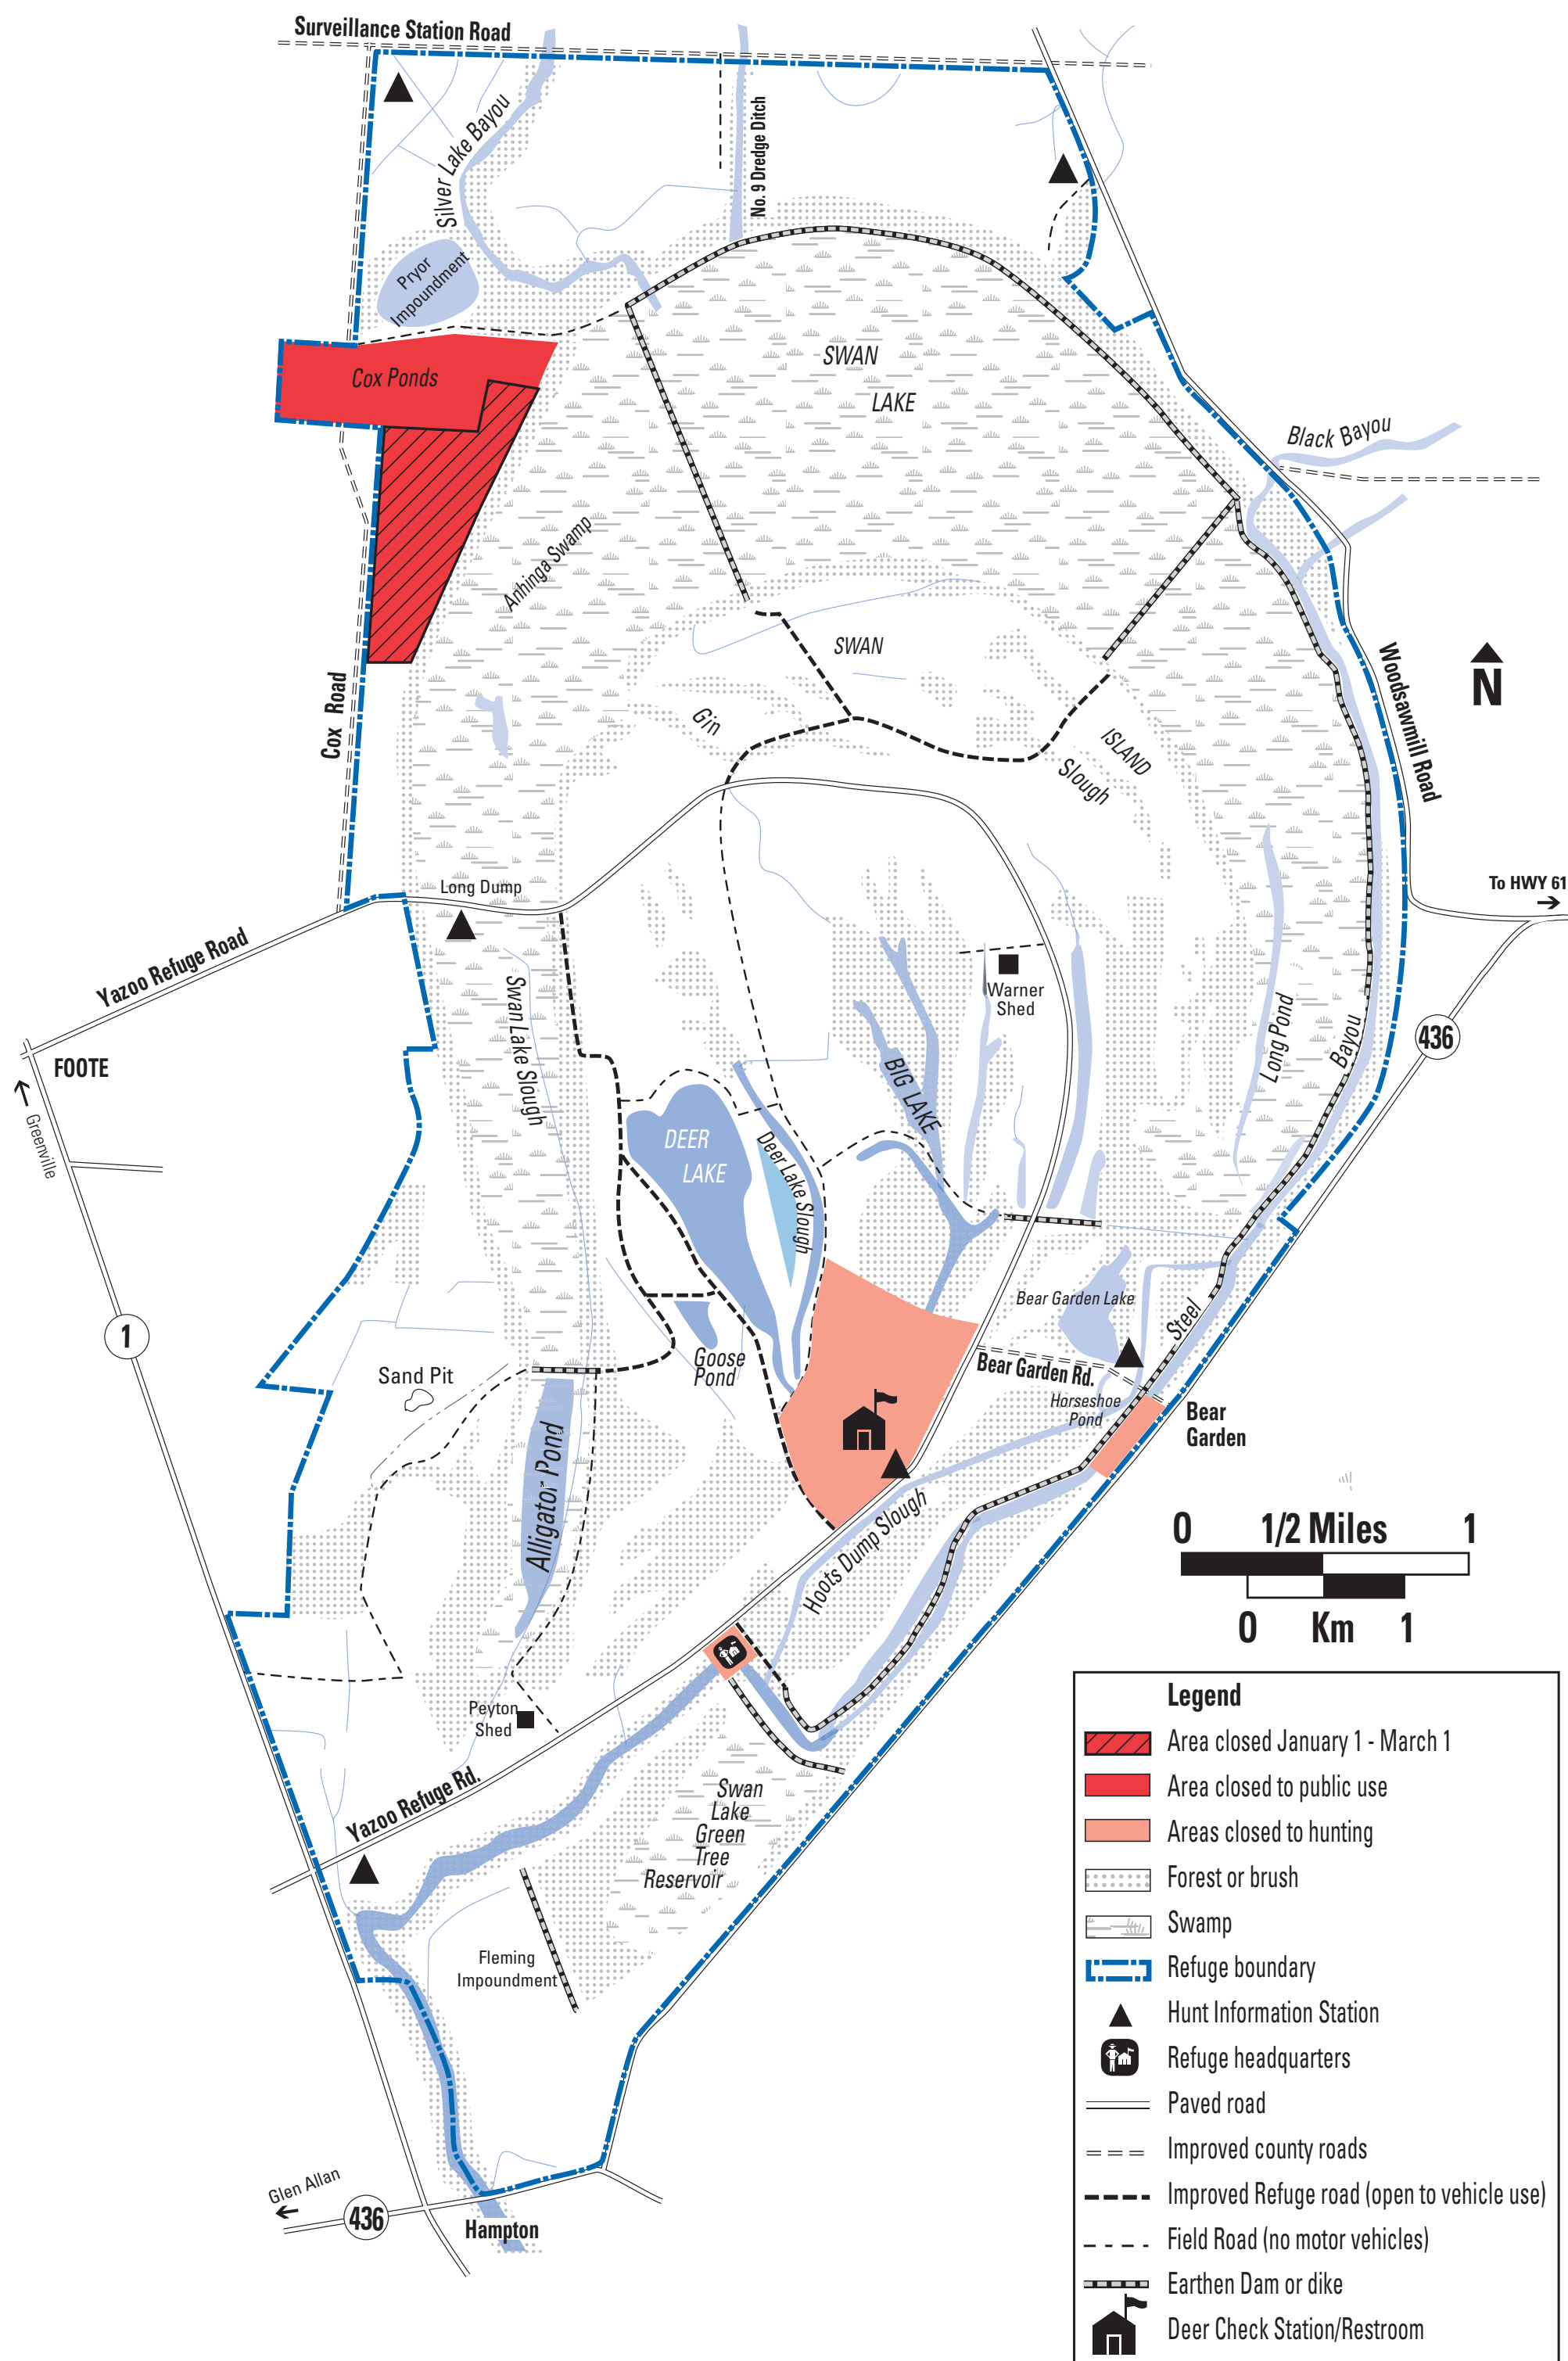 Surveillance Station Road
Silver Lake Bayou
No. 9 Dredge Ditch
Pryor
Impoundment
Cox Ponds
SWAN
LAKE
Black Bayou
Anhinga Swamp
SWAN
ISLAND
Gin
Slough
Cox Road
Woodsawmill Road
N
To HWY 61
Long Dump
Yazoo Refuge Road
FOOTE
Greenville
Swan Lake Slough
Warner
Shed
BIG LAKE
Long Pond
Bayou
436
DEER
LAKE
Deer Lake Slough
Bear Garden Lake
Steel
1
Sand Pit
Goose
Pond
Bear Garden Rd.
Horseshoe
Pond
Bear
Garden
Alligator Pond
Hoots Dump Slough
0 1/2 Miles 1
0 Km 1
Peyton
Shed
Yazoo Refuge Rd.
Swan
Lake
Green
Tree
Reservoir
Fleming
Impoundment
Glen Allan
436
Hampton
Legend
Area closed January 1 - March 1
Area closed to public use
Areas closed to hunting
Forest or brush
Swamp
Refuge boundary
Hunt Information Station
Refuge headquarters
Paved road
Improved county roads
Improved Refuge road (open to vehicle use)
Field Road (no motor vehicles)
Earthen Dam or dike
Deer Check Station/Restroom